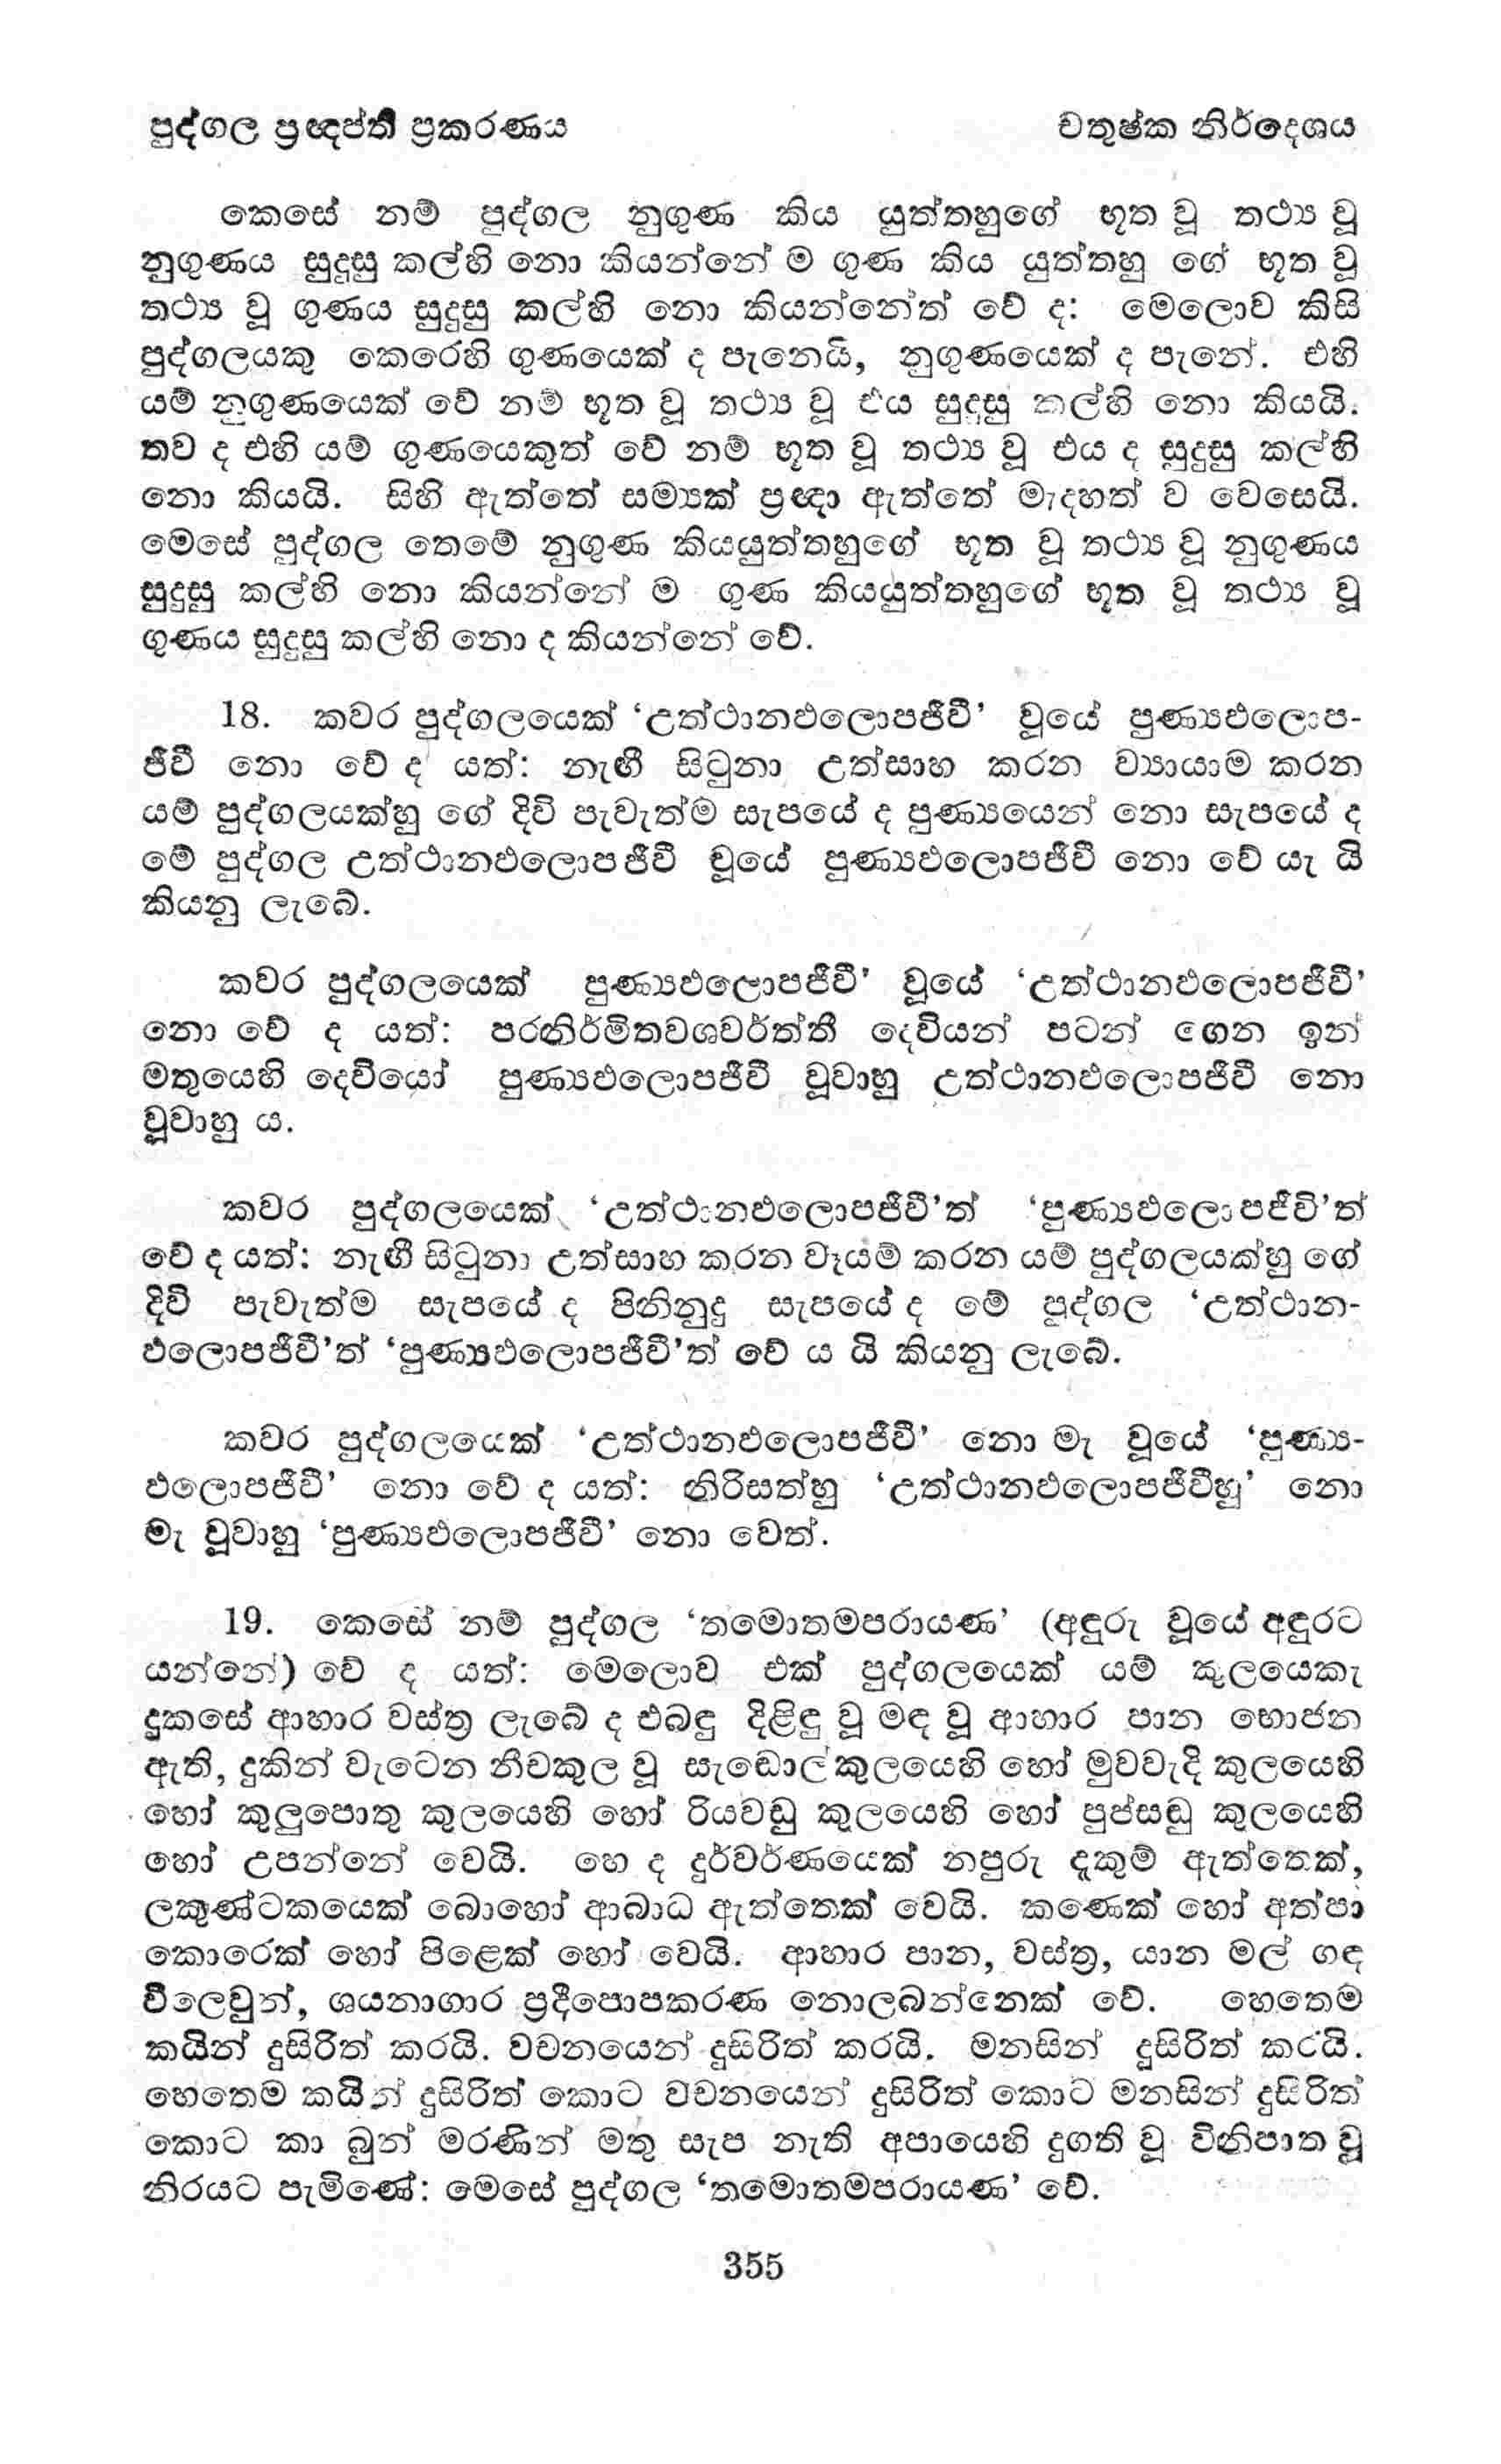 පුද්ගල ප්‍රඥප්ති ප්‍රකරණය
චතුෂ්ක නිර්දෙශය
කෙසේ නම් පුද්ගල නුගුණ කිය යුත්තහුගේ භූත වූ තථ්‍ය වූ
නුගුණය සුදුසු කල්හි නො කියන්නේ ම ගුණ කිය යුත්තහු ගේ භූත වූ
තථ්‍ය වූ ගුණය සුදුසු කල්හි නො කියන්නේත් වේ ද: මෙලොව කිසි
පුද්ගලයකු කෙරෙහි ගුණයෙක් ද පැනෙයි, නුගුණයෙක් ද පැනේ. එහි
යම් නුගුණයෙක් වේ නම් භූත වූ තථ්‍ය වූ එය සුදුසු කල්හි නො කියයි.
තව ද එහි යම් ගුණයෙකුත් වේ නම් භූත වූ තථ්‍ය වූ එය ද සුදුසු කල්හි
නො කියයි. සිහි ඇත්තේ සම්‍යක් ප්‍රඥා ඇත්තේ මැදහත් ව වෙසෙයි.
මෙසේ පුද්ගල තෙමේ නුගුණ කියයුත්තහුගේ භූත වූ තථ්‍ය වූ නුගුණය
සුදුසු කල්හි නො කියන්නේ ම ගුණ කියයුත්තහුගේ භූත වූ තථ්‍ය වූ
ගුණය සුදුසු කල්හි නො ද කියන්නේ වේ.
18. කවර පුද්ගලයෙක් ‘උත්ථානඵලොපජීවී’ වූයේ පුණ්‍යඵලොප-
ජීවී නො වේ ද යත්: නැඟී සිටුනා උත්සාහ කරන ව්‍යායාම කරන
යම් පුද්ගලයක්හු ගේ දිවි පැවැත්ම සැපයේ ද පුණ්‍යයෙන් නො සැපයේ ද
මේ පුද්ගල උත්ථානඵලොපජීවී වූයේ පුණ්‍යඵලොපජීවී නො වේ යැ යි
කියනු ලැබේ.
කවර පුද්ගලයෙක් පුණ්‍යඵලොපජීවී’ වූයේ ‘උත්ථානඵලොපජීවී’
නො වේ ද යත්: පරනිර්මිතවශවර්ත්තී දෙවියන් පටන් ගෙන ඉන්
මතුයෙහි දෙවියෝ පුණ්‍යඵලොපජීවී වූවාහු උත්ථානඵලොපජීවී නො
වූවාහු ය.
කවර පුද්ගලයෙක් ‘උත්ථානඵලොපජීවී’ත් ‘පුණ්‍යඵලොපජීවි’ත්
වේ ද යත්: නැඟී සිටුනා උත්සාහ කරන වෑයම් කරන යම් පුද්ගලයක්හු ගේ
දිවි පැවැත්ම සැපයේ ද පිනිනුදු සැපයේ ද මේ පුද්ගල ‘උත්ථාන-
ඵලොපජීවී’ත් ‘පුණ්‍යඵලොපජීවී’ත් වේ ය යි කියනු ලැබේ.
කවර පුද්ගලයෙක් ‘උත්ථානඵලොපජීවී’ නො මැ වූයේ ‘පුණ්‍ය-
ඵලොපජීවී’ නො වේ ද යත්: නිරිසත්හු ‘උත්ථානඵලොපජීවීහු’ නො
මැ වූවාහු ‘පුණ්‍යඵලොපජීවී’ නො වෙත්.
19. කෙසේ නම් පුද්ගල ‘තමොතමපරායණ’ (අඳුරු වූයේ අඳුරට
යන්නේ) වේ ද යත්: මෙලොව එක් පුද්ගලයෙක් යම් කුලයෙකැ
දුකසේ ආහාර වස්ත්‍ර ලැබේ ද එබඳු දිළිඳු වූ මඳ වූ ආහාර පාන භොජන
ඇති, දුකින් වැටෙන නීචකුල වූ සැඬොල්කුලයෙහි හෝ මුවවැදි කුලයෙහි
හෝ කුලුපොතු කුලයෙහි හෝ රියවඩු කුලයෙහි හෝ පුප්සඬු කුලයෙහි
හෝ උපන්නේ වෙයි. හෙ ද දුර්වර්ණයෙක් නපුරු දැකුම් ඇත්තෙක්,
ලකුණ්ටකයෙක් බොහෝ ආබාධ ඇත්තෙක් වෙයි. කණෙක් හෝ අත්පා
කොරෙක් හෝ පිළෙක් හෝ වෙයි. ආහාර පාන, වස්ත්‍ර, යාන මල් ගඳ
විලෙවුන්, ශයනාගාර ප්‍රදීපොපකරණ නොලබන්නෙක් වේ. හෙතෙම
කයින් දුසිරිත් කරයි. වචනයෙන් දුසිරිත් කරයි. මනසින් දුසිරිත් කරයි.
හෙතෙම කයින් දුසිරිත් කොට වචනයෙන් දුසිරිත් කොට මනසින් දුසිරිත්
කොට කා බුන් මරණින් මතු සැප නැති අපායෙහි දුගති වූ විනිපාත වූ
නිරයට පැමිණේ: මෙසේ පුද්ගල ‘තමොතමපරායණ’ වේ.
355